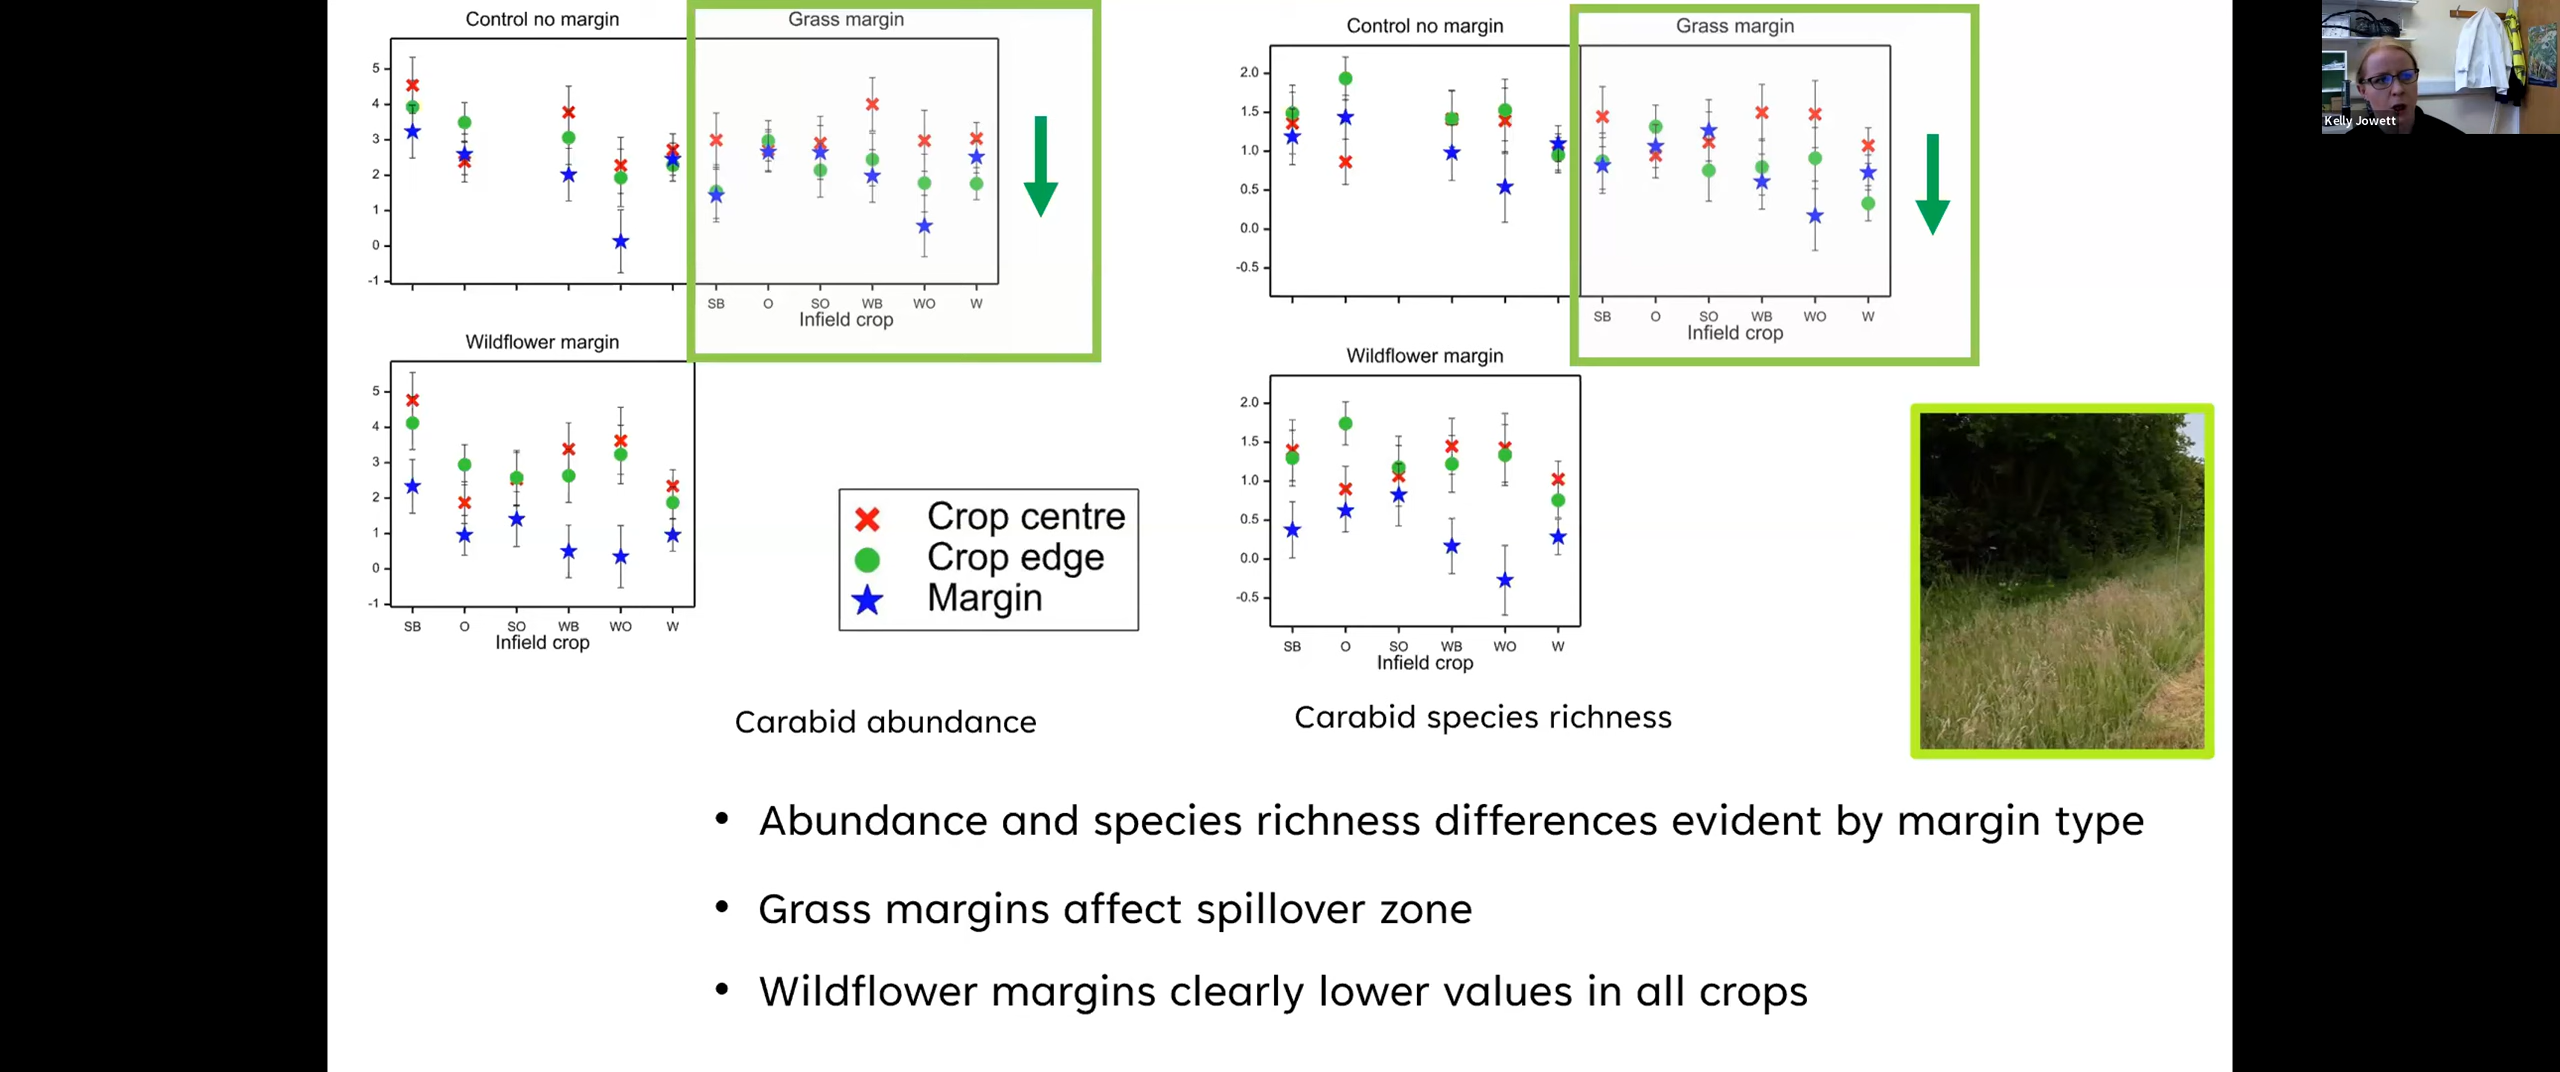 Control no margin
Grass margin
5
4
3
2
1
0
-1
SB O SO WB WO W
Infield crop
Wildflower margin
5
4
3
2
1
0
-1
SB O SO WB WO W
Infield crop
Crop centre
Crop edge
Margin
Carabid abundance
Control no margin
Grass margin
2.0
1.5
1.0
0.5
0.0
-0.5
SB O SO WB WO W
Infield crop
Wildflower margin
2.0
1.5
1.0
0.5
0.0
-0.5
SB O SO WB WO W
Infield crop
Carabid species richness
Kelly Jowett
• Abundance and species richness differences evident by margin type
• Grass margins affect spillover zone
• Wildflower margins clearly lower values in all crops